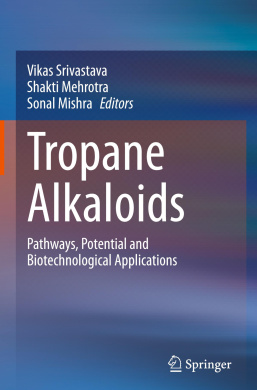 Vikas Srivastava
Shakti Mehrotra
Sonal Mishra Editors
Tropane
Alkaloids
Pathways, Potential and
Biotechnological Applications
Springer